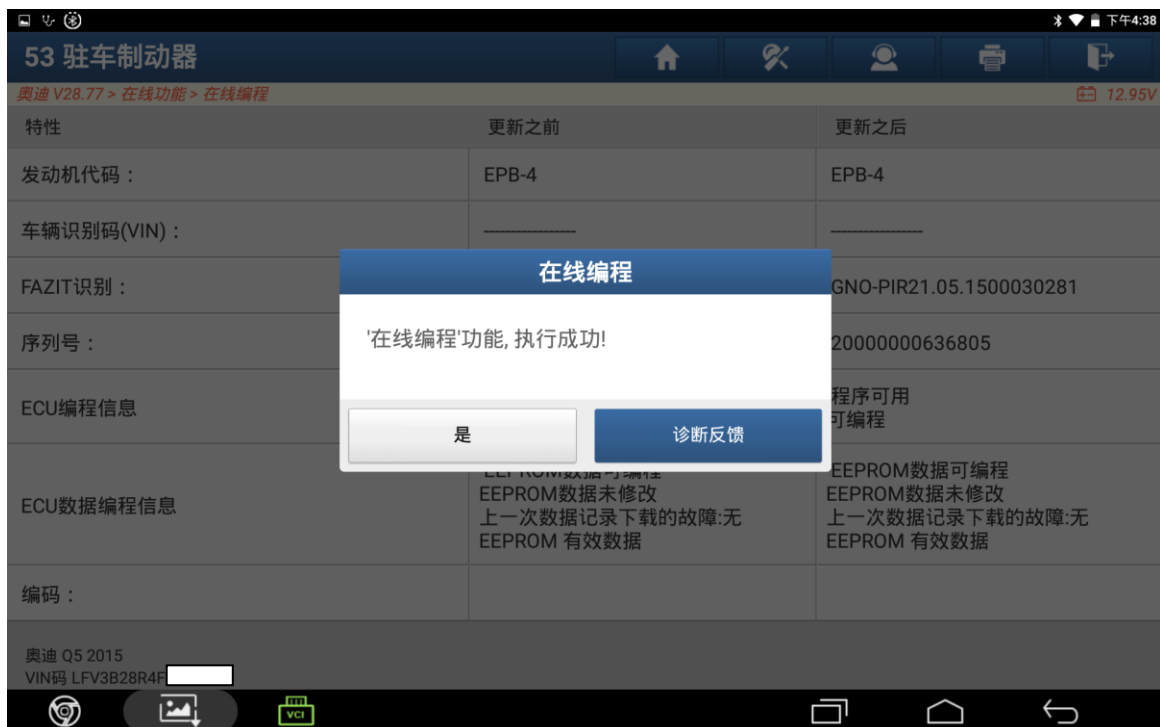 下午4:38
53 驻车制动器
奥迪 V28.77 > 在线功能 > 在线编程
12.95V
特性 更新之前 更新之后
发动机代码： EPB-4 EPB-4
车辆识别码(VIN)： ---------------- ----------------
FAZIT识别： GNO-PIR21.05.1500030281
序列号： 20000000636805
ECU编程信息
程序可用
可编程
在线编程
'在线编程'功能, 执行成功!
是 诊断反馈
ECU数据编程信息
EEPROM数据可编程 EEPROM数据可编程
EEPROM数据未修改 EEPROM数据未修改
上一次数据记录下载的故障:无 上一次数据记录下载的故障:无
EEPROM 有效数据 EEPROM 有效数据
编码：
奥迪 Q5 2015
VIN码 LFV3B28R4F
VCI